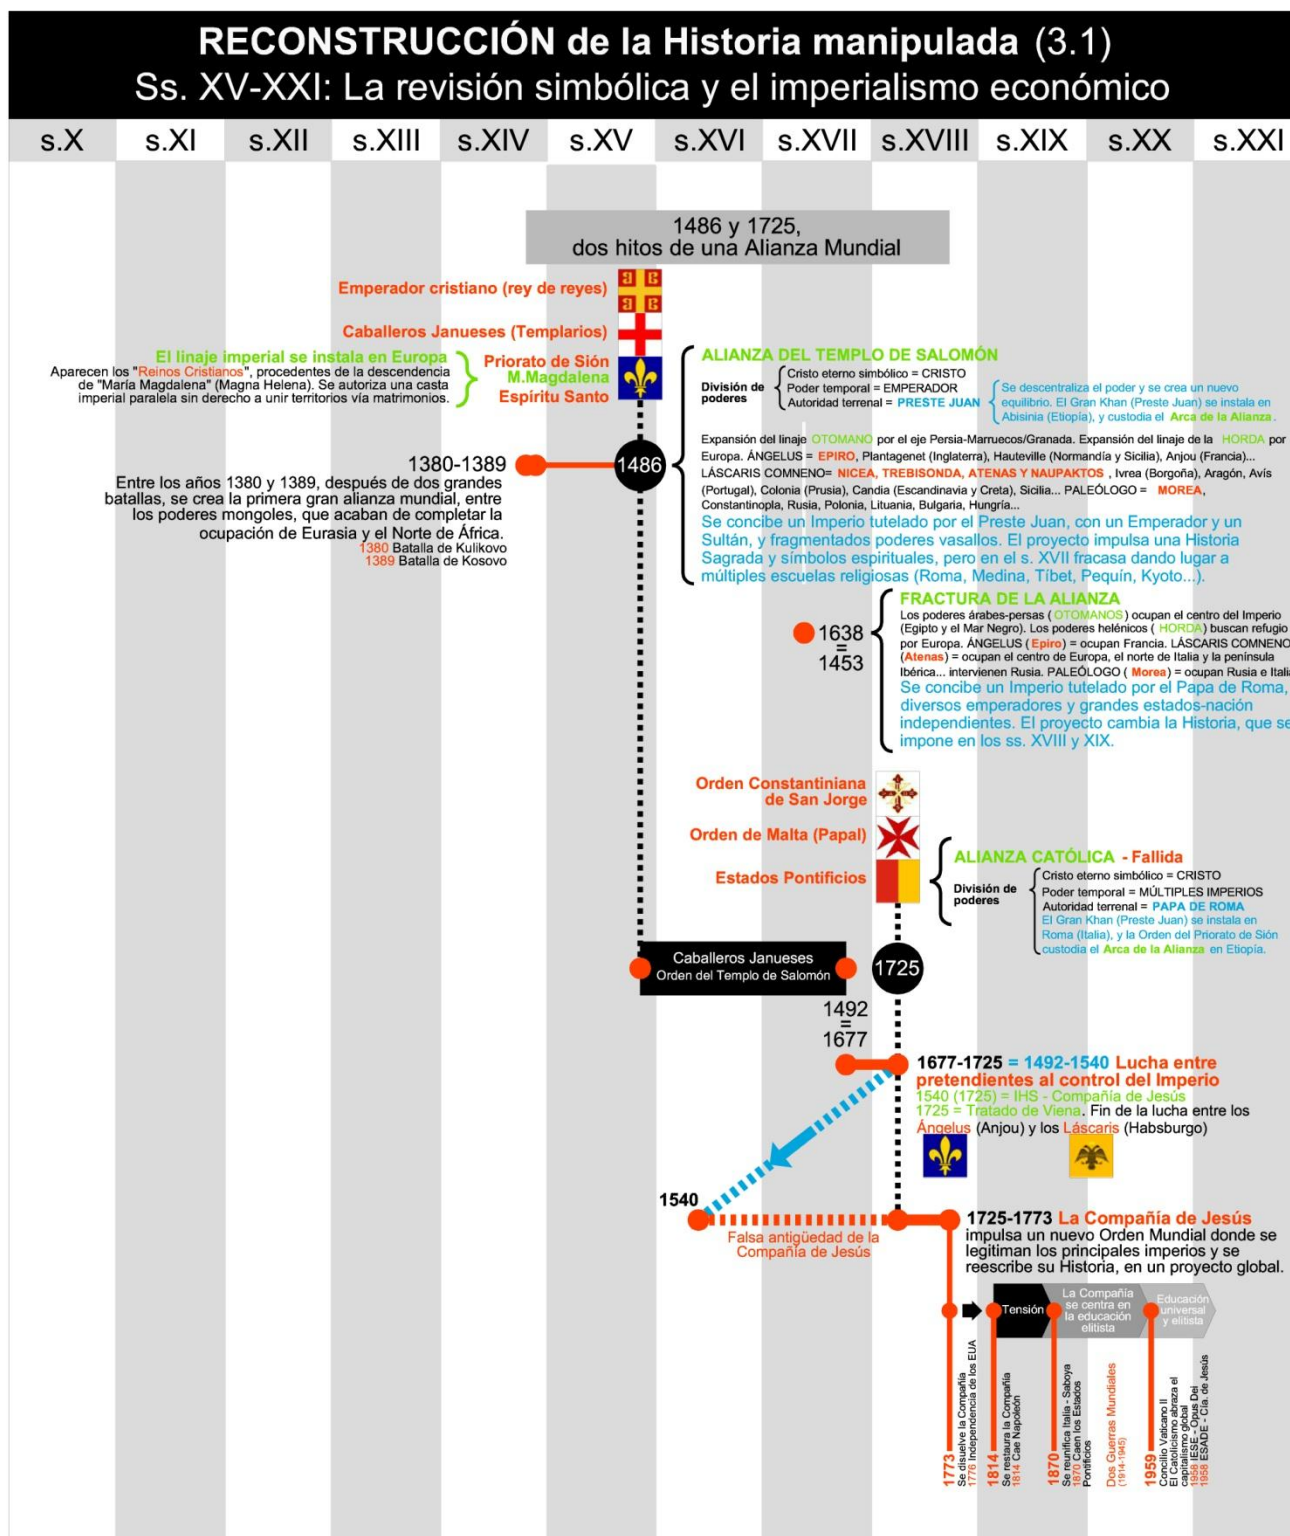 RECONSTRUCCIÓN de la Historia manipulada (3.1)
Ss. XV-XXI: La revisión simbólica y el imperialismo económico
s.X s.XI s.XII s.XIII s.XIV s.XV s.XVI s.XVII s.XVIII s.XIX s.XX s.XXI
1486 y 1725,
dos hitos de una Alianza Mundial
Emperador cristiano (rey de reyes)
Caballeros Janueses (Templarios)
Priorato de Sión
M.Magdalena
Espíritu Santo
El linaje imperial se instala en Europa
Aparecen los "Reinos Cristianos", procedentes de la descendencia
de "María Magdalena" (Magna Helena). Se autoriza una casta
imperial paralela sin derecho a unir territorios vía matrimonios.
ALIANZA DEL TEMPLO DE SALOMÓN
División de
poderes
Cristo eterno simbólico = CRISTO
Poder temporal = EMPERADOR
Autoridad terrenal = PRESTE JUAN
Se descentraliza el poder y se crea un nuevo
equilibrio. El Gran Khan (Preste Juan) se instala en
Abisinia (Etiopía), y custodia el Arca de la Alianza.
Expansión del linaje OTOMANO por el eje Persia-Marruecos/Granada. Expansión del linaje de la HORDA por
Europa. ÁNGELUS = EPIRO, Plantagenet (Inglaterra), Hauteville (Normandía y Sicilia), Anjou (Francia)...
LÁSCARIS COMNENO= NICEA, TREBISONDA, ATENAS Y NAUPAKTOS , Ivrea (Borgoña), Aragón, Avís
(Portugal), Colonia (Prusia), Candia (Escandinavia y Creta), Sicilia... PALEÓLOGO = MOREA,
Constantinopla, Rusia, Polonia, Lituania, Bulgaria, Hungría...
Se concibe un Imperio tutelado por el Preste Juan, con un Emperador y un
Sultán, y fragmentados poderes vasallos. El proyecto impulsa una Historia
Sagrada y símbolos espirituales, pero en el s. XVII fracasa dando lugar a
múltiples escuelas religiosas (Roma, Medina, Tíbet, Pequín, Kyoto...).
1486
1380-1389
Entre los años 1380 y 1389, después de dos grandes
batallas, se crea la primera gran alianza mundial, entre
los poderes mongoles, que acaban de completar la
ocupación de Eurasia y el Norte de África.
1380 Batalla de Kulikovo
1389 Batalla de Kosovo
1638
=
1453
FRACTURA DE LA ALIANZA
Los poderes árabes-persas ( OTOMANOS ) ocupan el centro del Imperio
(Egipto y el Mar Negro). Los poderes helénicos ( HORDA ) buscan refugio
por Europa. ÁNGELUS ( Epiro) = ocupan Francia. LÁSCARIS COMNENO
(Atenas) = ocupan el centro de Europa, el norte de Italia y la península
Ibérica... intervienen Rusia. PALEÓLOGO ( Morea) = ocupan Rusia e Italia
Se concibe un Imperio tutelado por el Papa de Roma,
diversos emperadores y grandes estados-nación
independientes. El proyecto cambia la Historia, que se
impone en los ss. XVIII y XIX.
Orden Constantiniana
de San Jorge
Orden de Malta (Papal)
Estados Pontificios
ALIANZA CATÓLICA - Fallida
División de
poderes
Cristo eterno simbólico = CRISTO
Poder temporal = MÚLTIPLES IMPERIOS
Autoridad terrenal = PAPA DE ROMA
El Gran Khan (Preste Juan) se instala en
Roma (Italia), y la Orden del Priorato de Sión
custodia el Arca de la Alianza en Etiopía.
Caballeros Janueses
Orden del Templo de Salomón
1725
1492
=
1677
1677-1725 = 1492-1540 Lucha entre
pretendientes al control del Imperio
1540 (1725) = IHS - Compañía de Jesús
1725 = Tratado de Viena. Fin de la lucha entre los
Ángelus (Anjou) y los Láscaris (Habsburgo)
1540
Falsa antigüedad de la
Compañía de Jesús
1725-1773 La Compañía de Jesús
impulsa un nuevo Orden Mundial donde se
legitiman los principales imperios y se
reescribe su Historia, en un proyecto global.
Tensión
La Compañía
se centra en
la educación
elitista
Educación
universal
y elitista
1773
Se disuelve la Compañía
1776 Independencia de los EUA
1814
Se restaura la Compañía
1814 Cae Napoleón
1870
Se reunifica Italia - Saboya
1870 Caen los Estados
Pontificios
Dos Guerras Mundiales
(1914-1945)
1959
Concilio Vaticano II
El Catolicismo abraza el
capitalismo global
1958 IESE - Opus Dei
1958 ESADE - Cía. de Jesús